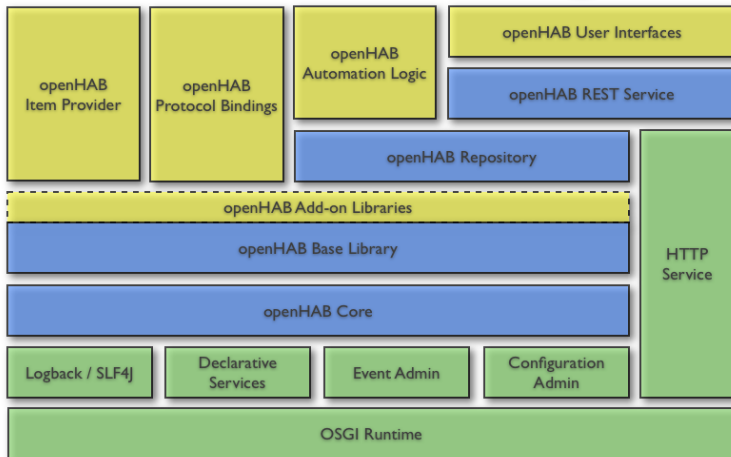 openHAB
Item Provider
openHAB
Protocol Bindings
openHAB
Automation Logic
openHAB User Interfaces
openHAB REST Service
openHAB Repository
openHAB Add-on Libraries
openHAB Base Library
HTTP
Service
openHAB Core
Logback / SLF4J
Declarative
Services
Event Admin
Configuration
Admin
OSGI Runtime